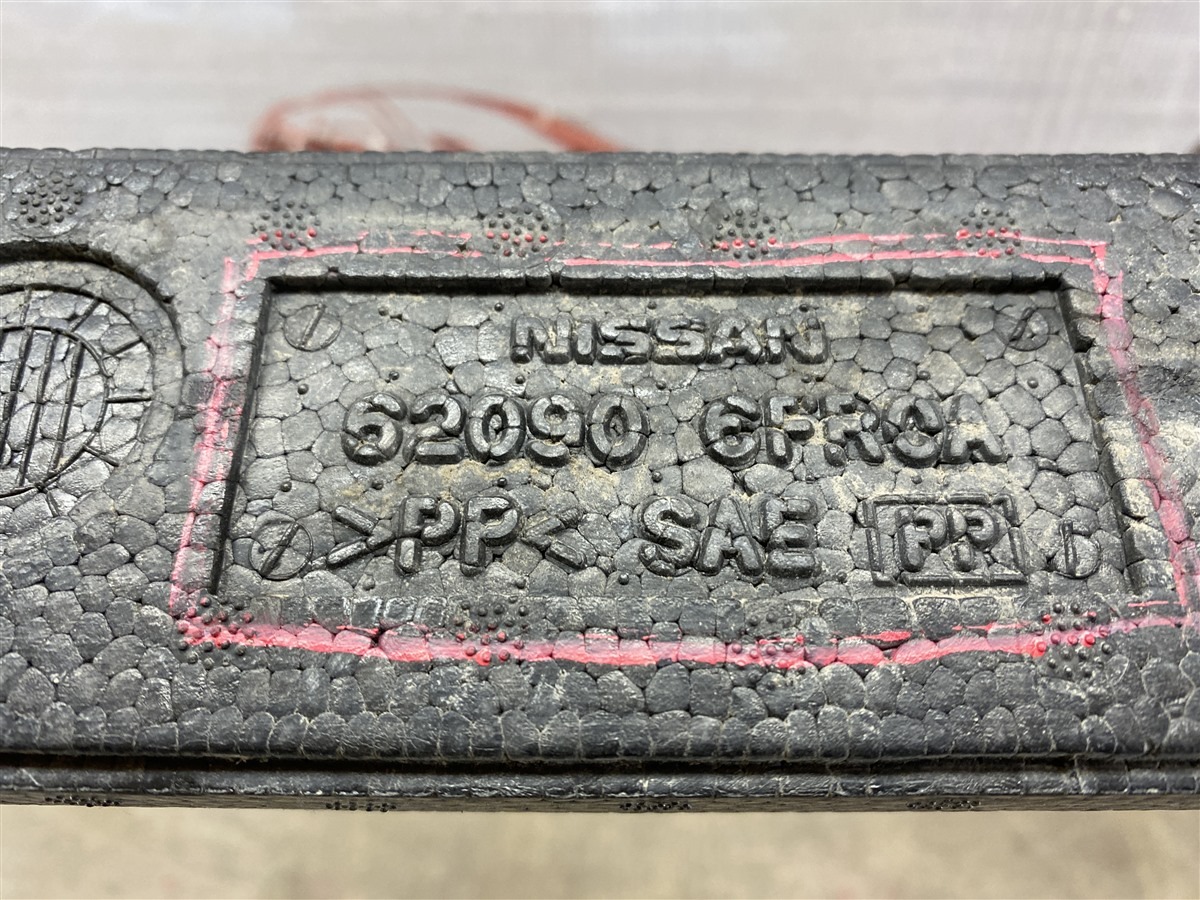 NISSAN
62090 6FR0A
>PP< SAE PP